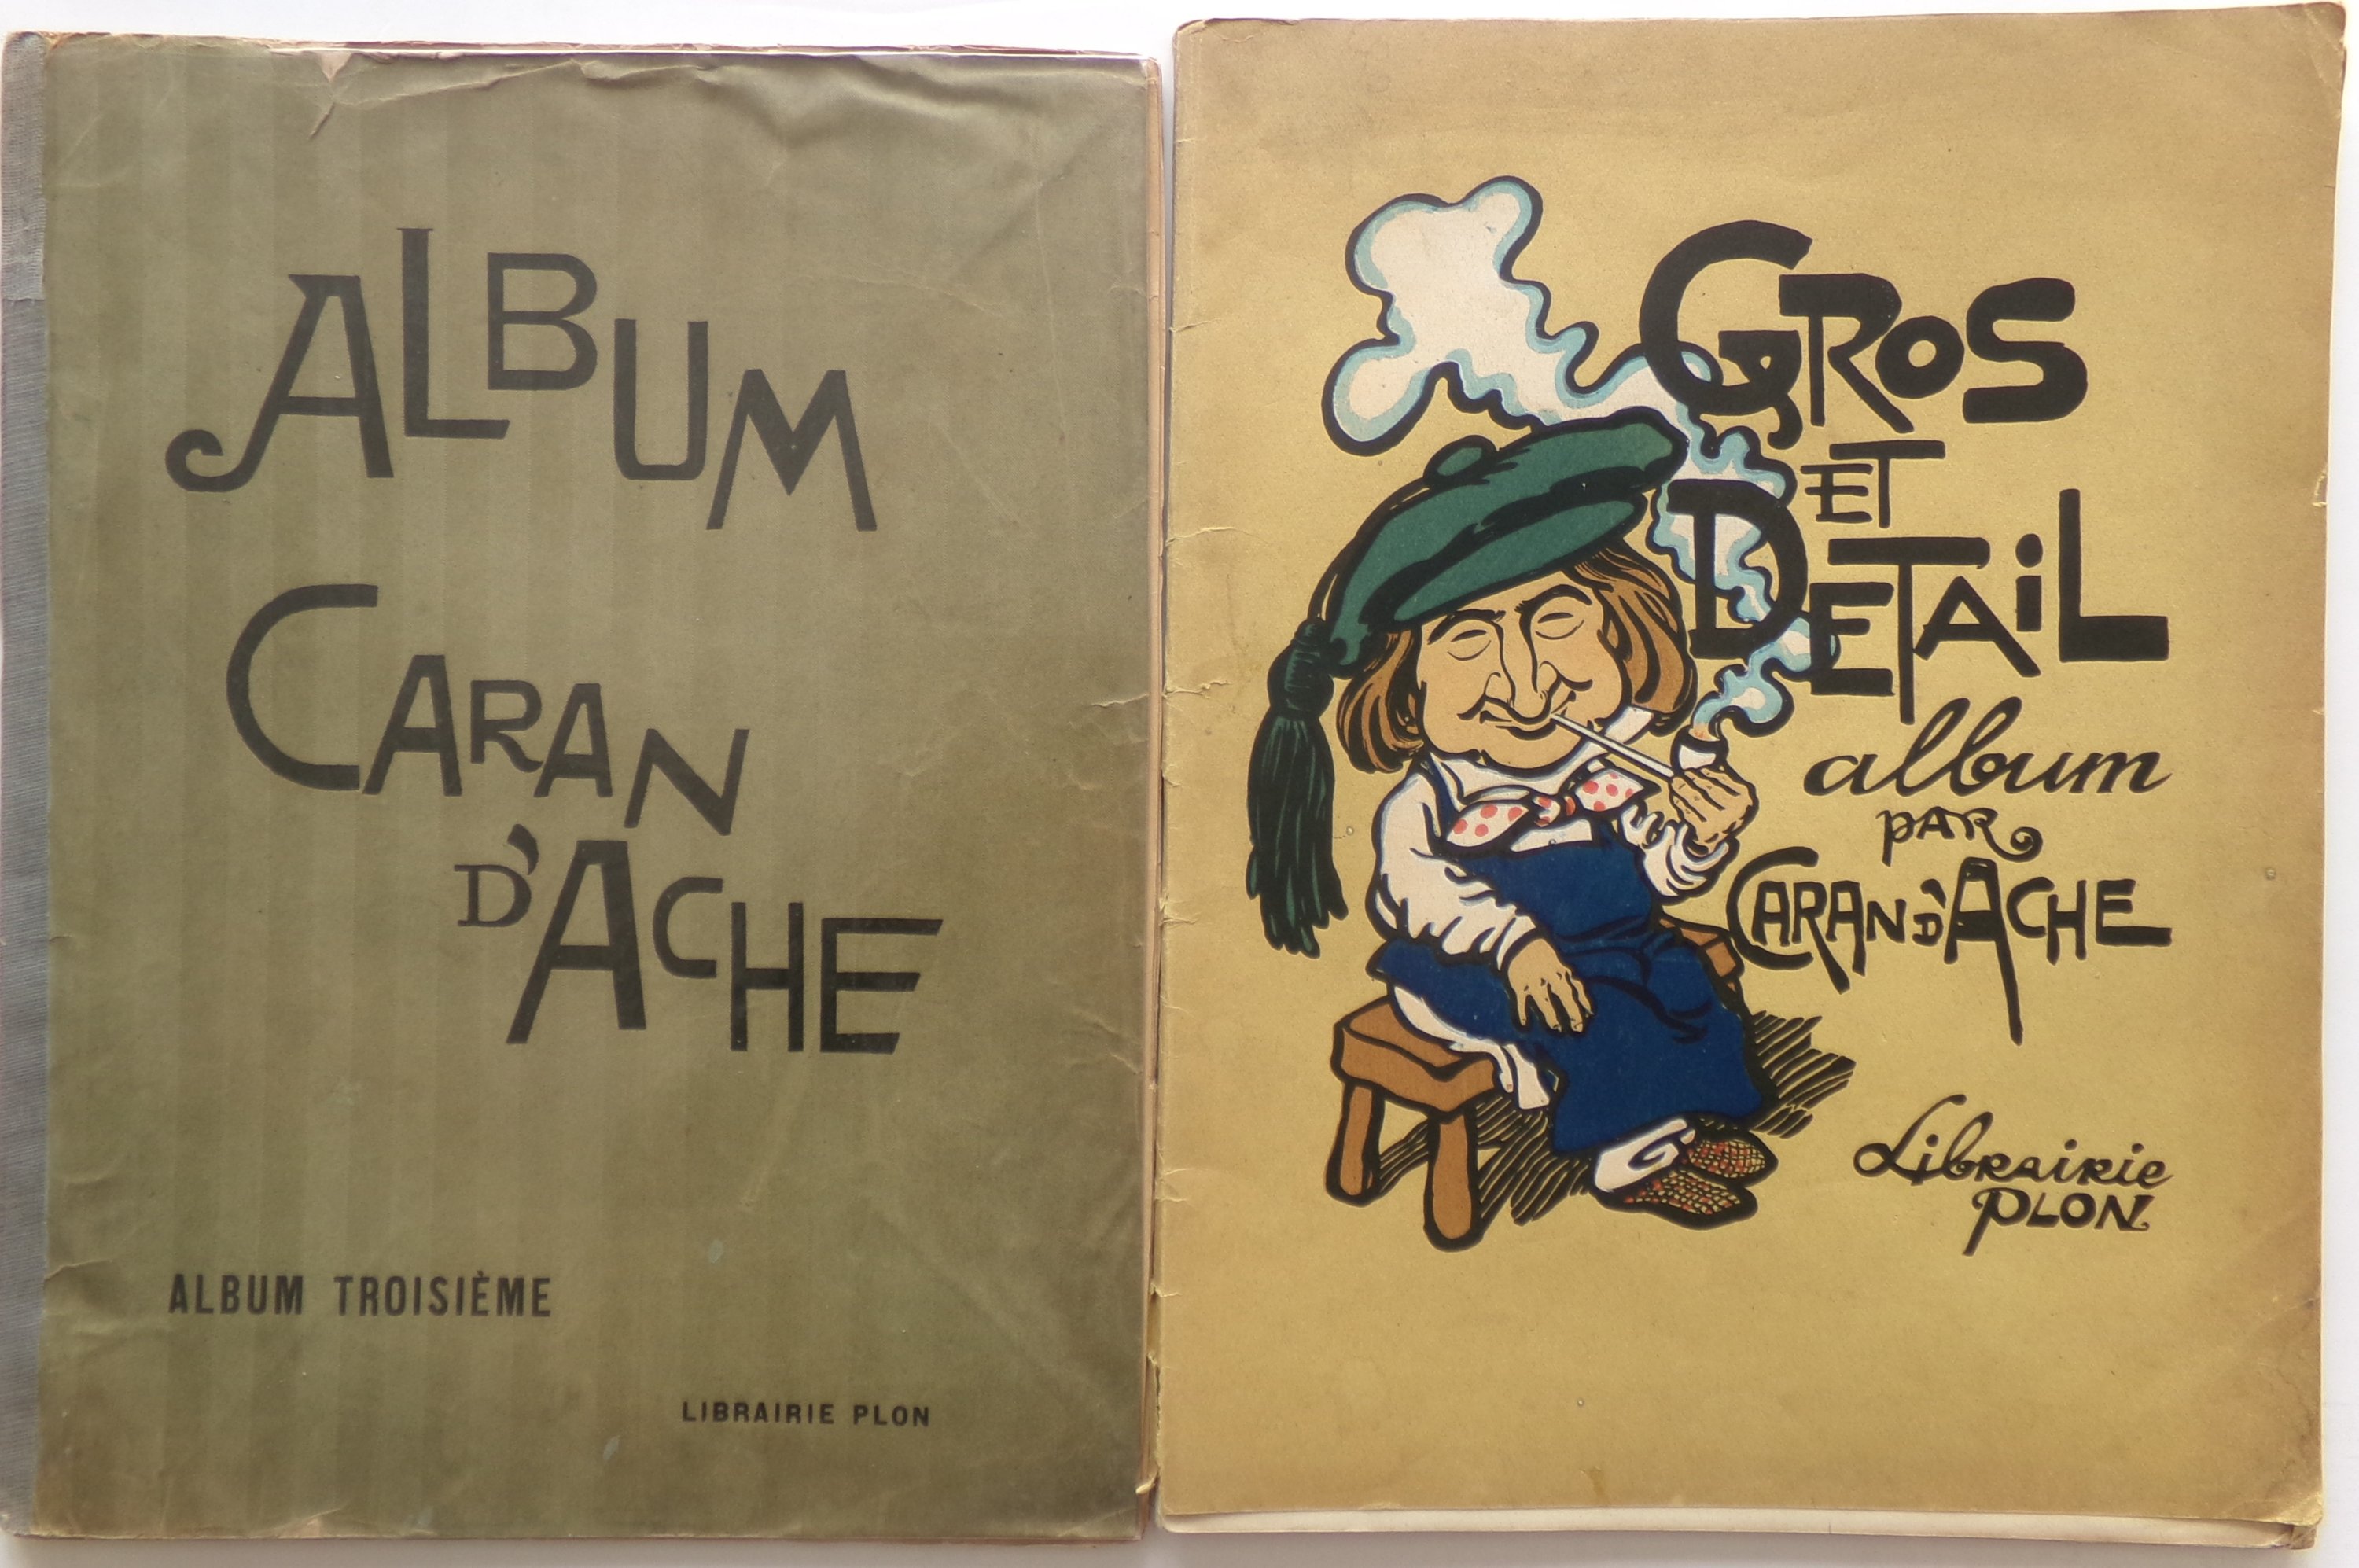 ALBUM
CARAN
D'ACHE
ALBUM TROISIÈME
LIBRAIRIE PLON
GROS
ET
DETAiL
album
PAR
CARAN D'ACHE
Librairie
PLON